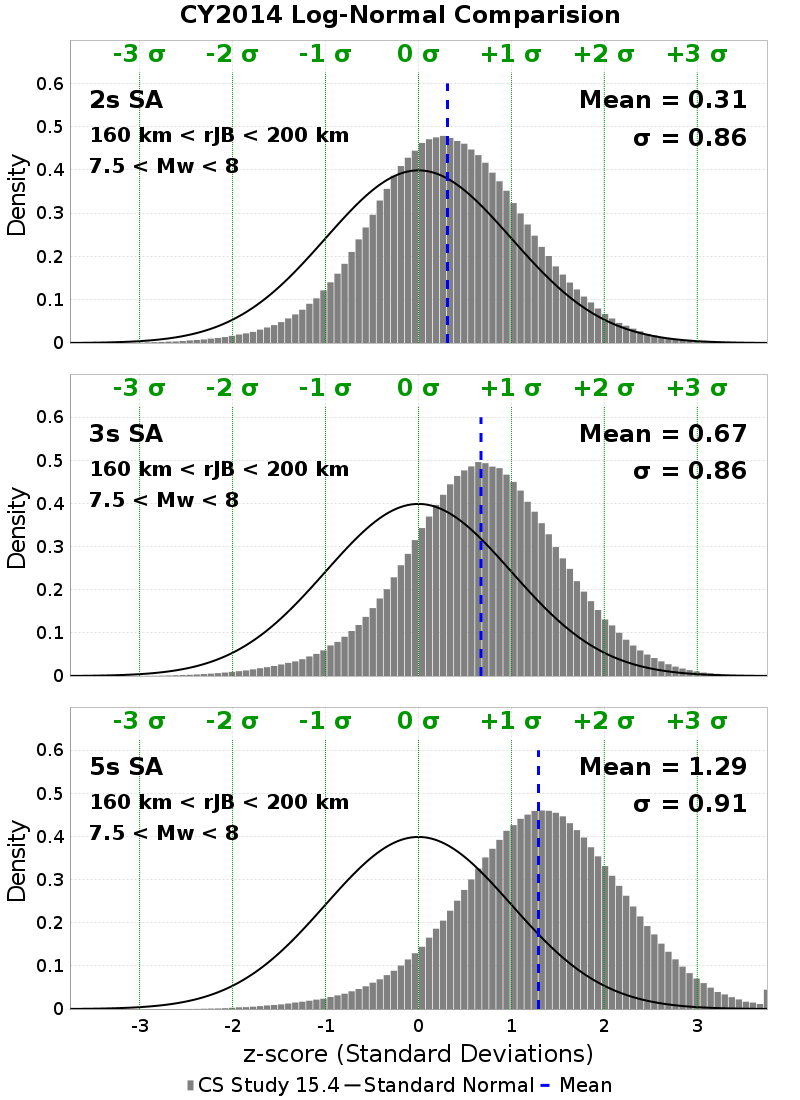 CY2014 Log-Normal Comparision
-3 σ -2 σ -1 σ 0 σ +1 σ +2 σ +3 σ
0.6
2s SA Mean = 0.31
0.5
160 km < rJB < 200 km σ = 0.86
7.5 < Mw < 8
0.4
0.3
0.2
0.1
0
Density
-3 σ -2 σ -1 σ 0 σ +1 σ +2 σ +3 σ
0.6
3s SA Mean = 0.67
0.5
160 km < rJB < 200 km σ = 0.86
7.5 < Mw < 8
0.4
0.3
0.2
0.1
0
Density
-3 σ -2 σ -1 σ 0 σ +1 σ +2 σ +3 σ
0.6
5s SA Mean = 1.29
0.5
160 km < rJB < 200 km σ = 0.91
7.5 < Mw < 8
0.4
0.3
0.2
0.1
0
Density
-3 -2 -1 0 1 2 3
z-score (Standard Deviations)
CS Study 15.4 Standard Normal Mean